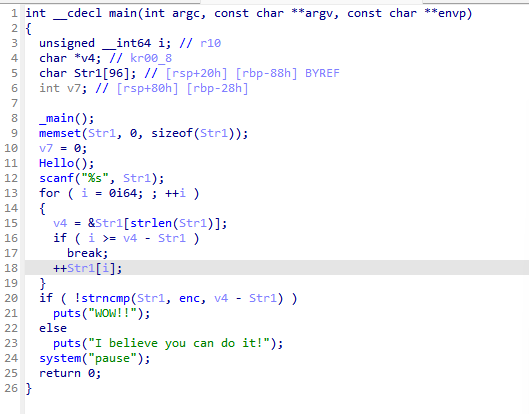 1 int __cdecl main(int argc, const char **argv, const char **envp)
2 {
3   unsigned __int64 i; // r10
4   char *v4; // kr00_8
5   char Str1[96]; // [rsp+20h] [rbp-88h] BYREF
6   int v7; // [rsp+80h] [rbp-28h]
7
8   _main();
9   memset(Str1, 0, sizeof(Str1));
10   v7 = 0;
11   Hello();
12   scanf("%s", Str1);
13   for ( i = 0i64; ; ++i )
14   {
15     v4 = &Str1[strlen(Str1)];
16     if ( i >= v4 - Str1 )
17       break;
18     ++Str1[i];
19   }
20   if ( !strncmp(Str1, enc, v4 - Str1) )
21     puts("WOW!!");
22   else
23     puts("I believe you can do it!");
24   system("pause");
25   return 0;
26 }